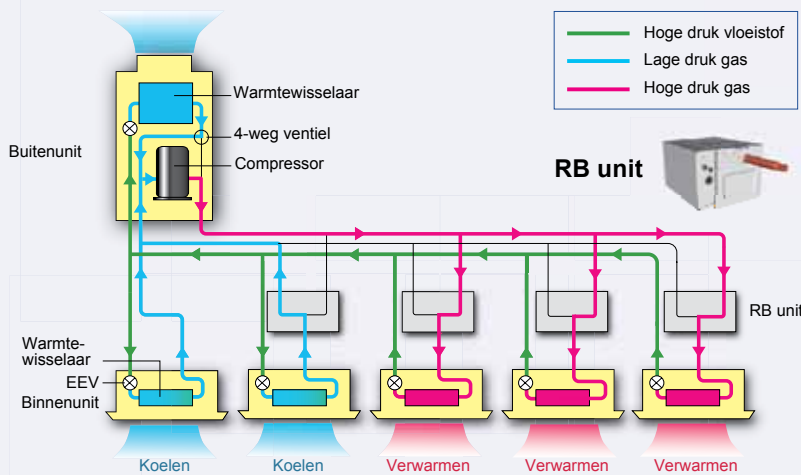 Hoge druk vloeistof
Lage druk gas
Hoge druk gas
Warmtewisselaar
4-weg ventiel
Compressor
Buitenunit
RB unit
RB unit
Warmte-
wisselaar
EEV
Binnenunit
Koelen
Koelen
Verwarmen
Verwarmen
Verwarmen